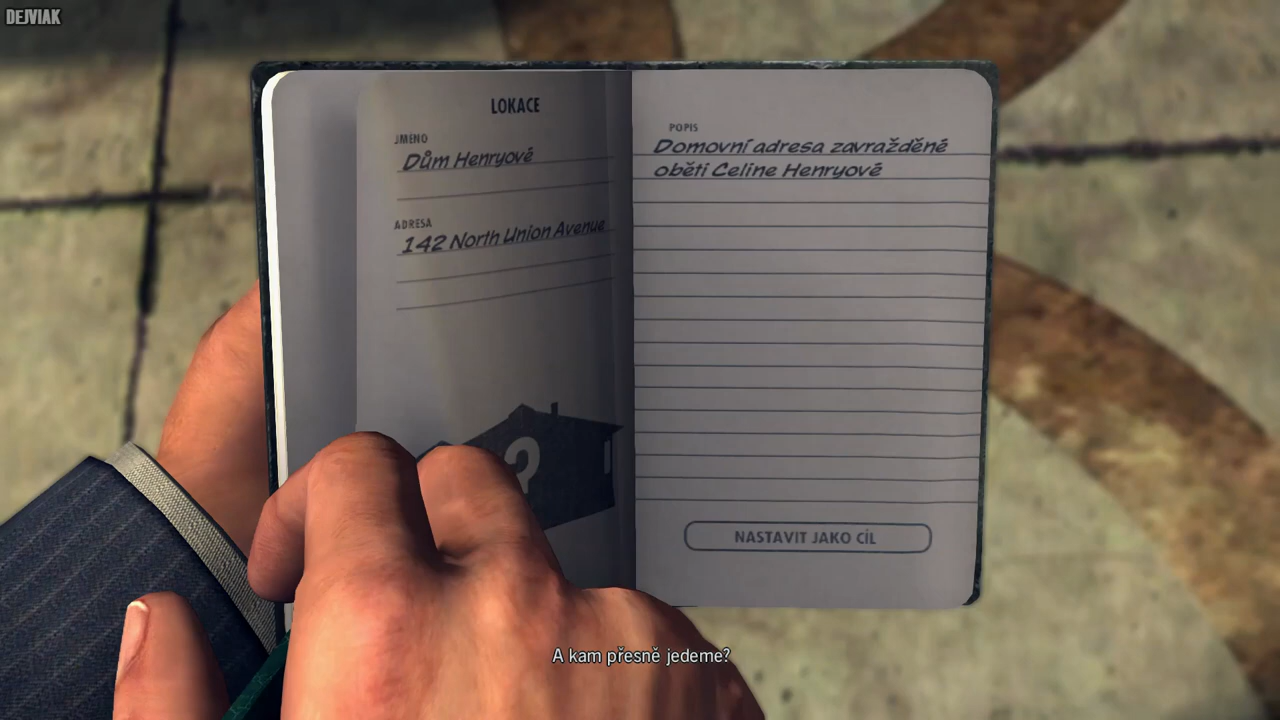 DEJVIAK
LOKACE
JMÉNO
Dům Henryové
ADRESA
142 North Union Avenue
?
POPIS
Domovní adresa zavražděné
oběti Celine Henryové
NASTAVIT JAKO CÍL
A kam přesně jedeme?